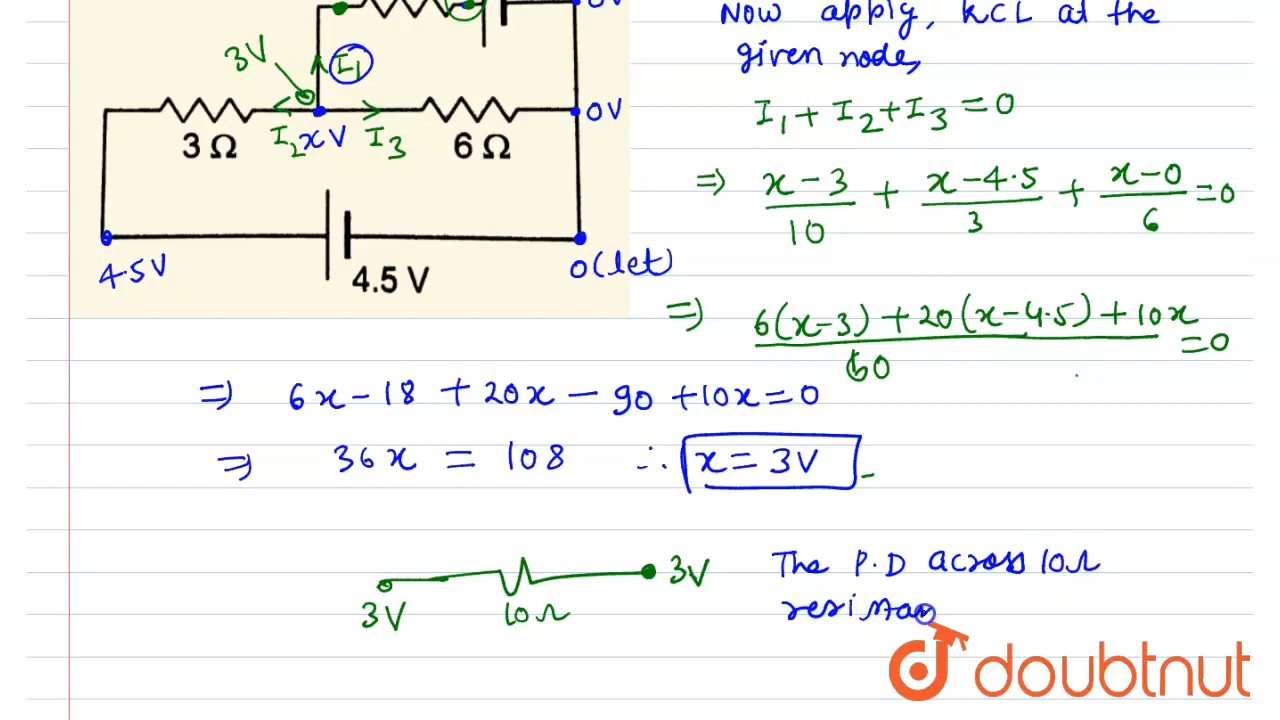 0V
Now apply, KCL at the
given node,
3V
I1
I1 + I2 + I3 = 0
0V
3 Ω
I2
xV
I3
6 Ω
⇒ x-3/10 + x-4.5/3 + x-0/6 = 0
4.5V
4.5 V
0(let)
⇒ 6(x-3) + 20(x-4.5) + 10x/60 = 0
⇒ 6x - 18 + 20x - 90 + 10x = 0
⇒ 36x = 108 ∴ x = 3V
3V
10Ω
3V
The P.D across 10Ω
resistan
doubtnut